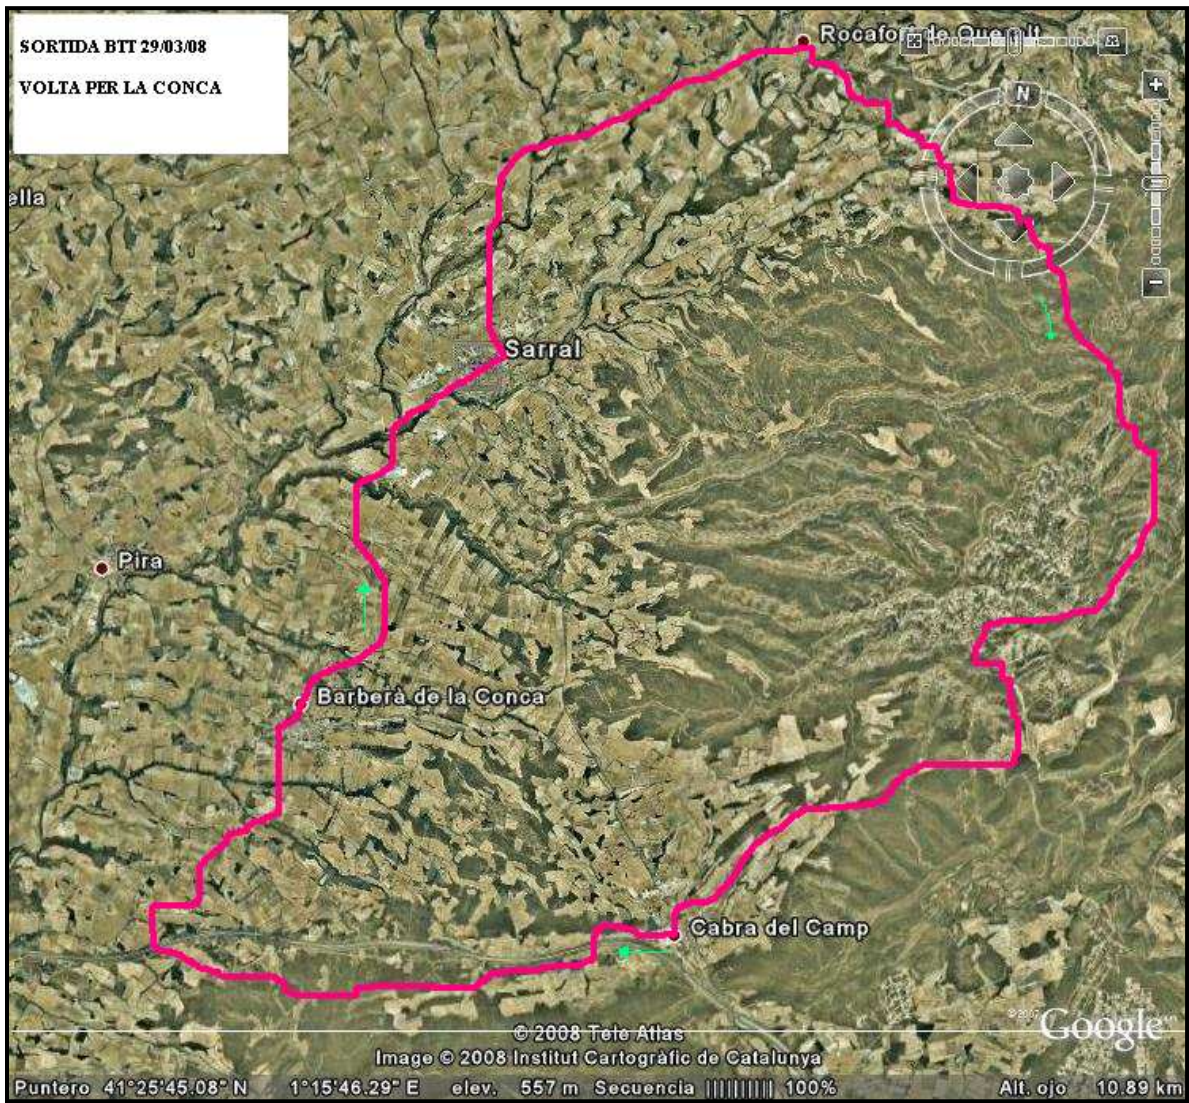 SORTIDA BTT 29/03/08
VOLTA PER LA CONCA
Rocafort de Queralt
N
ella
Sarral
Pira
Barberà de la Conca
Cabra del Camp
© 2008 Tele Atlas
© 2007 Google
Image © 2008 Institut Cartogràfic de Catalunya
Puntero 41°25'45.08" N 1°15'46.29" E elev. 557 m Secuencia |||||||||| 100% Alt. ojo 10.89 km